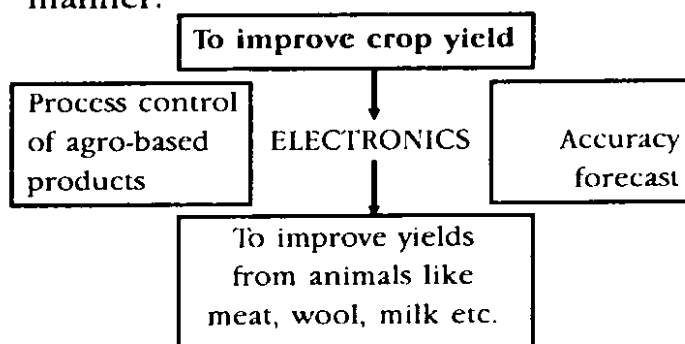 manner.
To improve crop yield
Process control
of agro-based
products
ELECTRONICS
Accuracy
forecast
To improve yields
from animals like
meat, wool, milk etc.